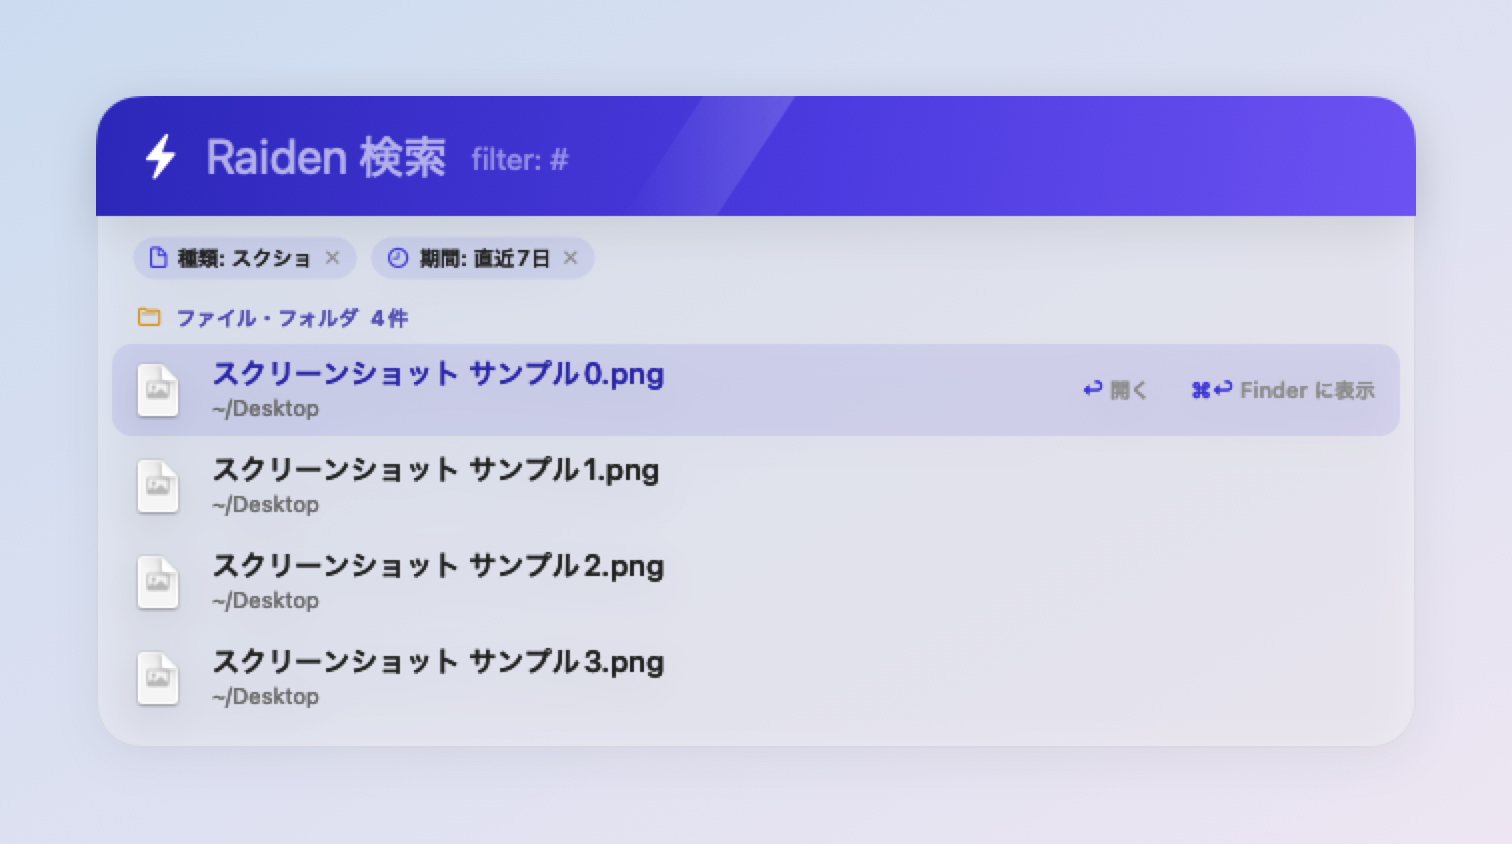 Raiden 検索 filter: #
種類: スクショ × 期間: 直近7日 ×
ファイル・フォルダ 4件
スクリーンショット サンプル0.png
~/Desktop
↩ 開く ⌘↩ Finder に表示
スクリーンショット サンプル1.png
~/Desktop
スクリーンショット サンプル2.png
~/Desktop
スクリーンショット サンプル3.png
~/Desktop